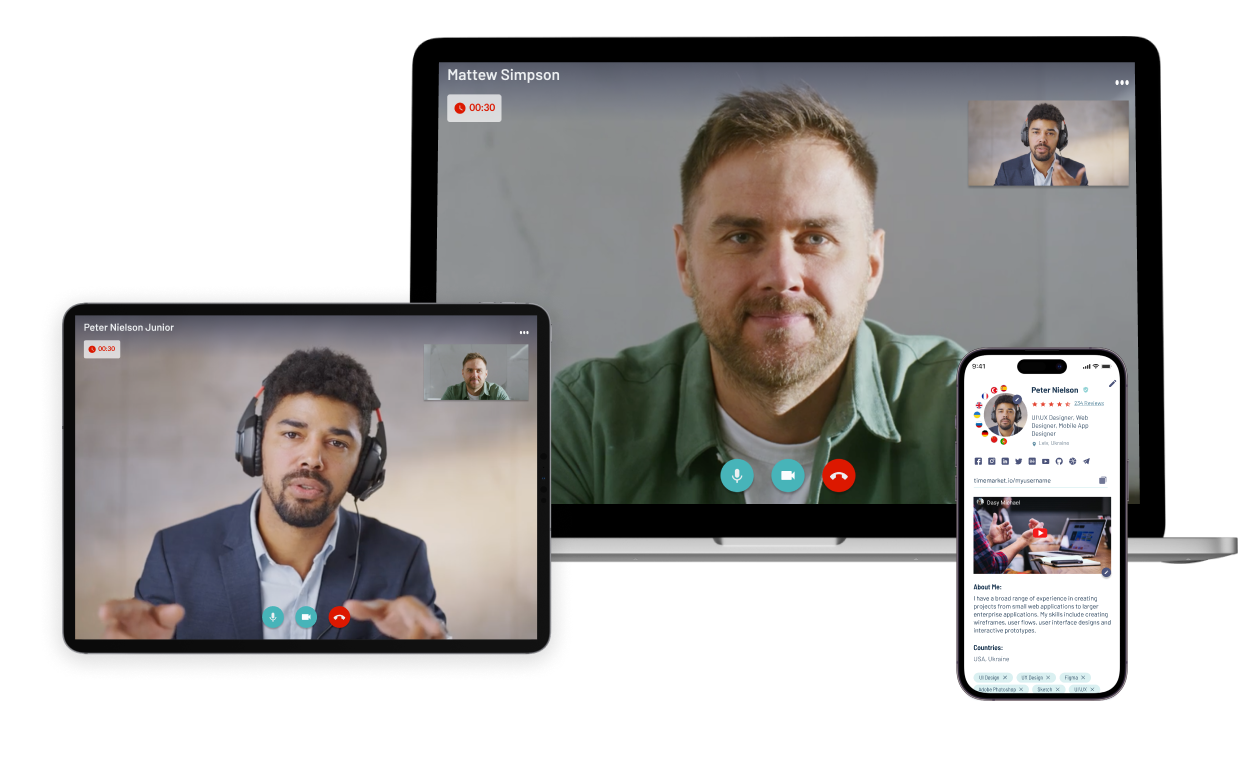 Mattew Simpson
00:30
Peter Nielson Junior
00:30
9:41
Peter Nielson
234 Reviews
UI\UX Designer, Web
Designer, Mobile App
Designer
Lviv, Ukraine
timemarket.io/myusername
Dasy Michael
About Me:
I have a broad range of experience in creating
projects from small web applications to larger
enterprise applications. My skills include creating
wireframes, user flows, user interface designs and
interactive prototypes.
Countries:
USA, Ukraine
UI Design ×
UX Design ×
Figma ×
Adobe Photoshop ×
Sketch ×
UI\UX ×